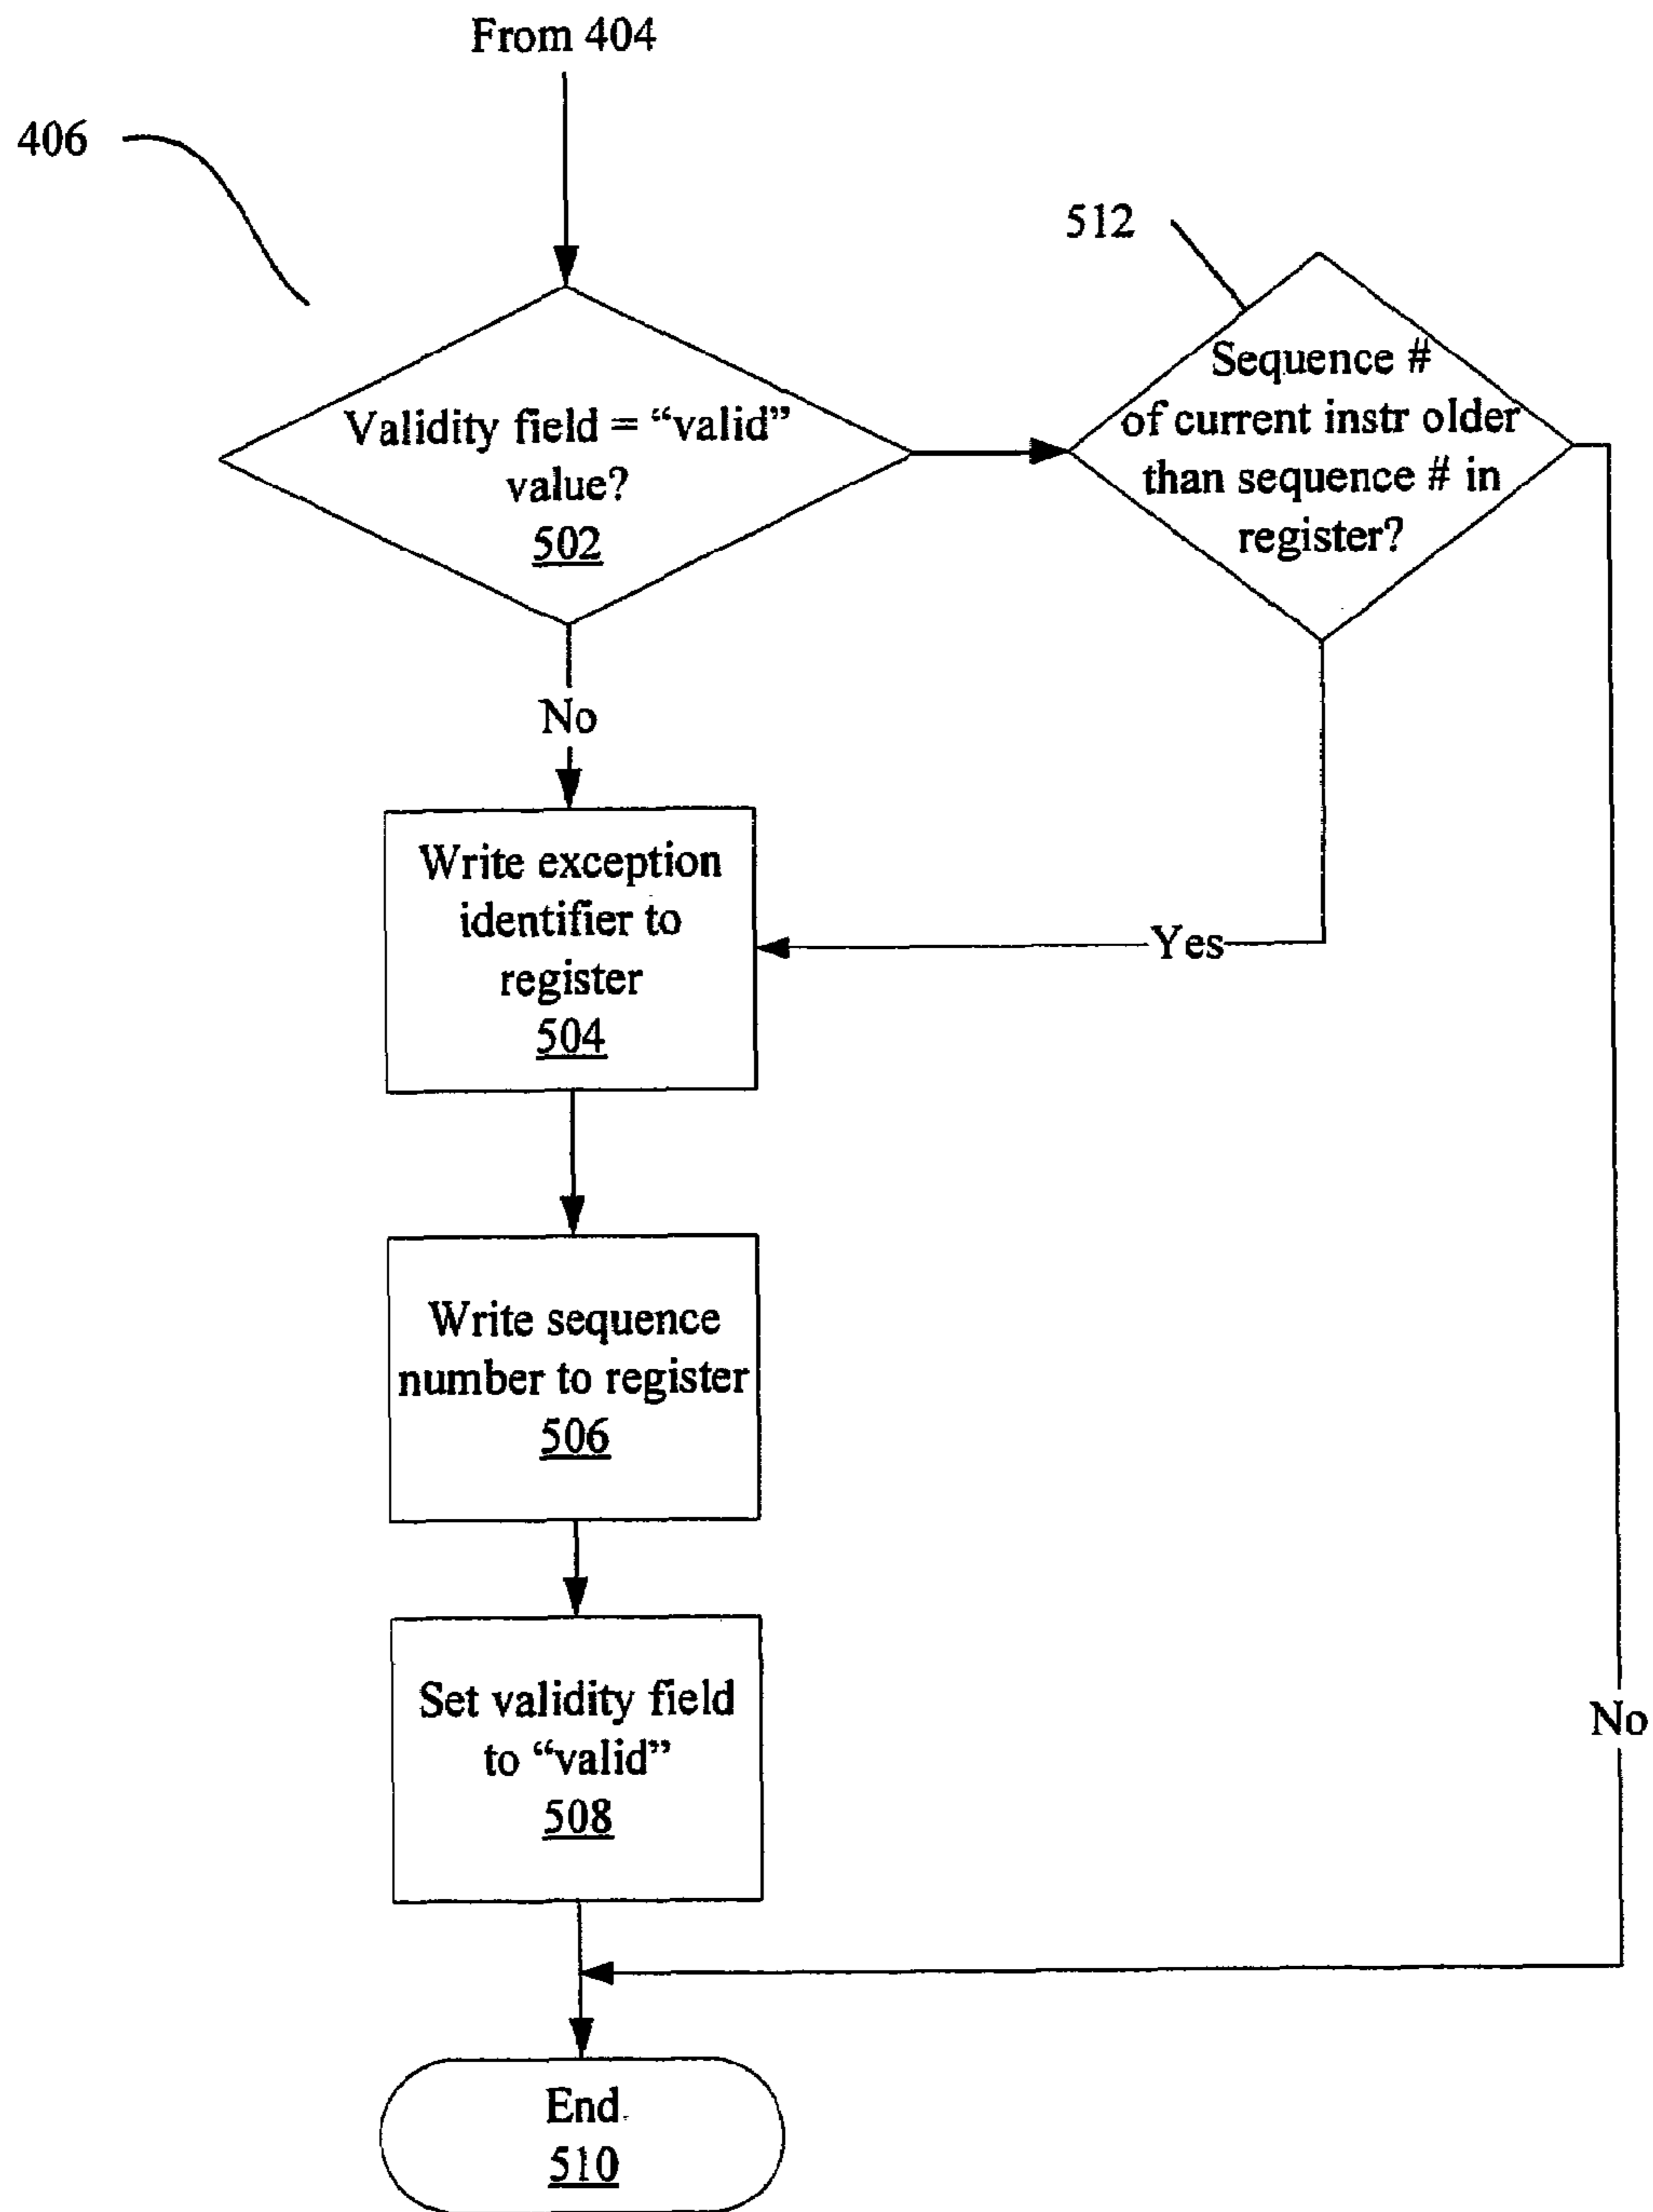 From 404
406
512
Validity field = “valid”
value?
502
Sequence #
of current instr older
than sequence # in
register?
No
Write exception
identifier to
register
504
Yes
Write sequence
number to register
506
Set validity field
to “valid”
508
No
End
510